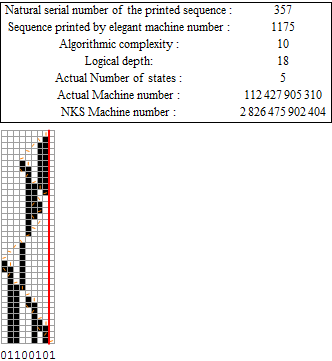 Natural serial number of the printed sequence : 357
Sequence printed by elegant machine number : 1175
Algorithmic complexity : 10
Logical depth: 18
Actual Number of states : 5
Actual Machine number : 112 427 905 310
NKS Machine number : 2 826 475 902 404
01100101